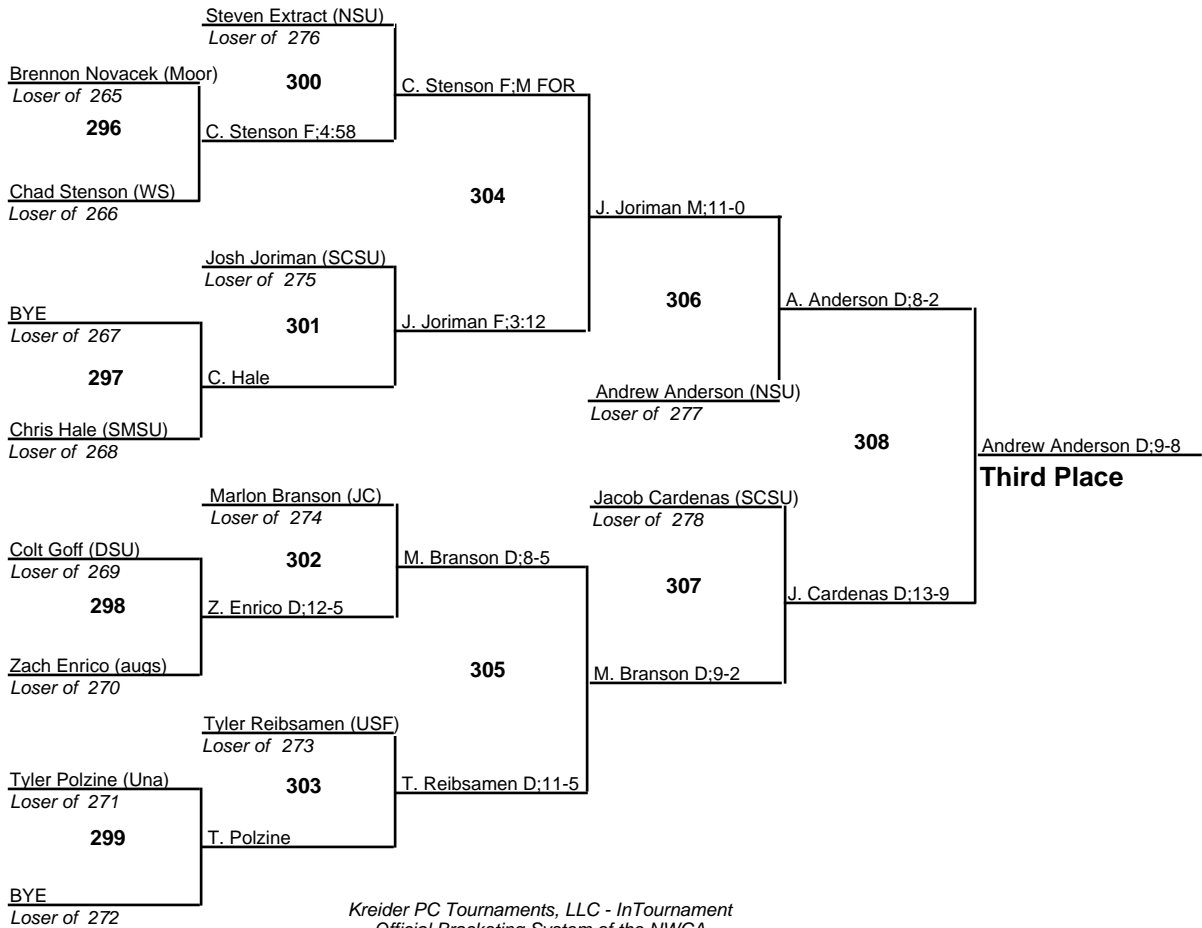 Steven Extract (NSU)
Loser of 276
Brennon Novacek (Moor)
Loser of 265
300
C. Stenson F;M FOR
296
C. Stenson F;4:58
Chad Stenson (WS)
Loser of 266
304
J. Joriman M;11-0
Josh Joriman (SCSU)
Loser of 275
BYE
Loser of 267
301
J. Joriman F;3:12
306
A. Anderson D;8-2
297
C. Hale
Andrew Anderson (NSU)
Loser of 277
Chris Hale (SMSU)
Loser of 268
308
Andrew Anderson D;9-8
Third Place
Marlon Branson (JC)
Loser of 274
Jacob Cardenas (SCSU)
Loser of 278
Colt Goff (DSU)
Loser of 269
302
M. Branson D;8-5
307
J. Cardenas D;13-9
298
Z. Enrico D;12-5
Zach Enrico (augs)
Loser of 270
305
M. Branson D;9-2
Tyler Reibsamen (USF)
Loser of 273
Tyler Polzine (Una)
Loser of 271
303
T. Reibsamen D;11-5
299
T. Polzine
BYE
Loser of 272
Kreider PC Tournaments, LLC - InTournament
Official Bracketing System of the NWCA